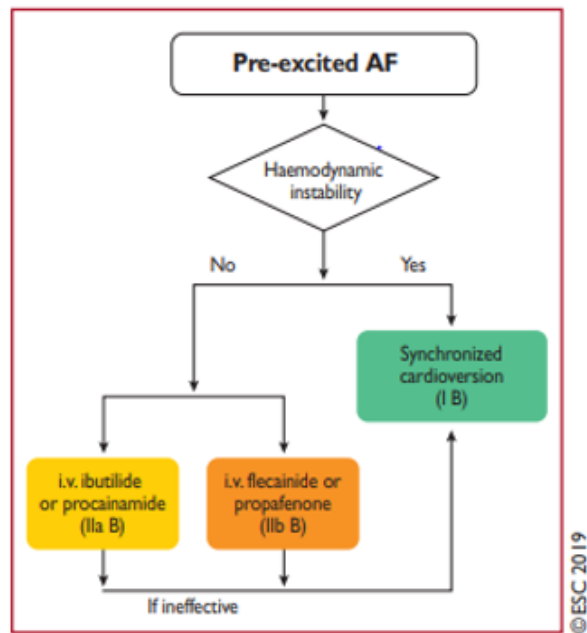 Pre-excited AF
Haemodynamic
instability
No
Yes
Synchronized
cardioversion
(I B)
i.v. ibutilide
or procainamide
(IIa B)
i.v. flecainide or
propafenone
(IIb B)
If ineffective
©ESC 2019